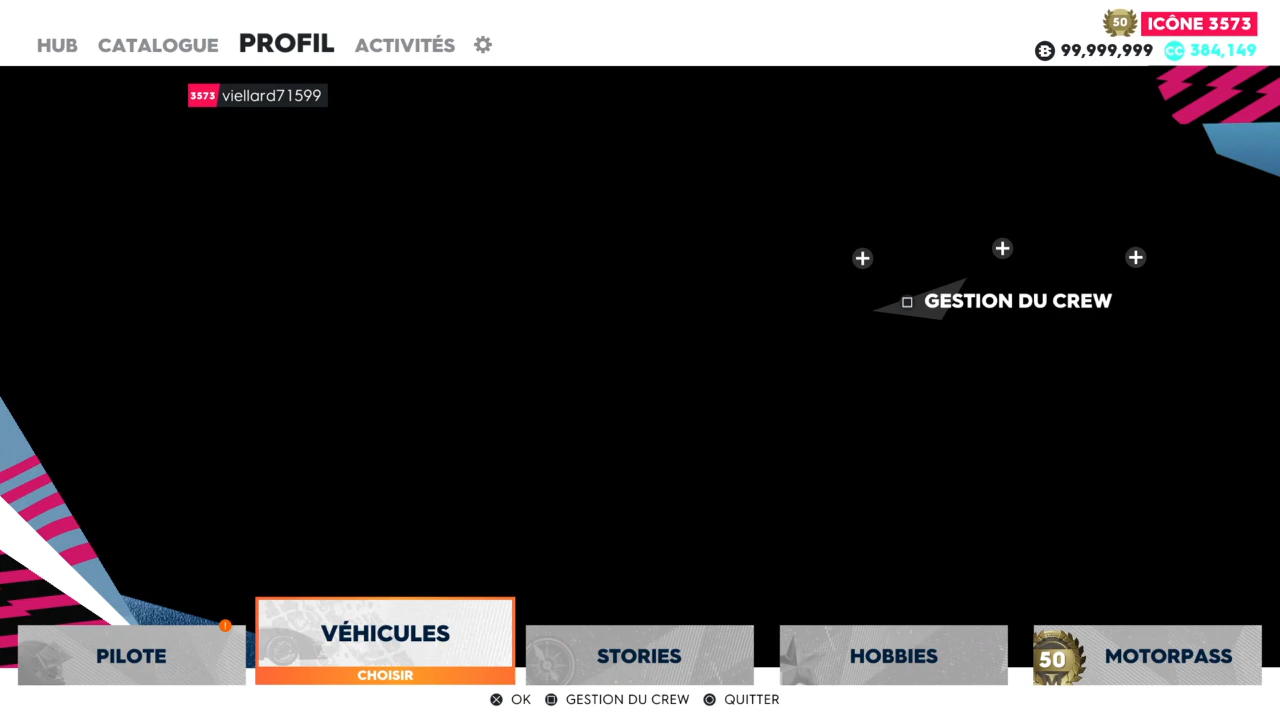 HUB CATALOGUE PROFIL ACTIVITÉS
50 ICÔNE 3573
99,999,999 CC 384,149
3573 viellard71599
GESTION DU CREW
PILOTE
VÉHICULES
CHOISIR
STORIES
HOBBIES
50 MOTORPASS
OK GESTION DU CREW QUITTER